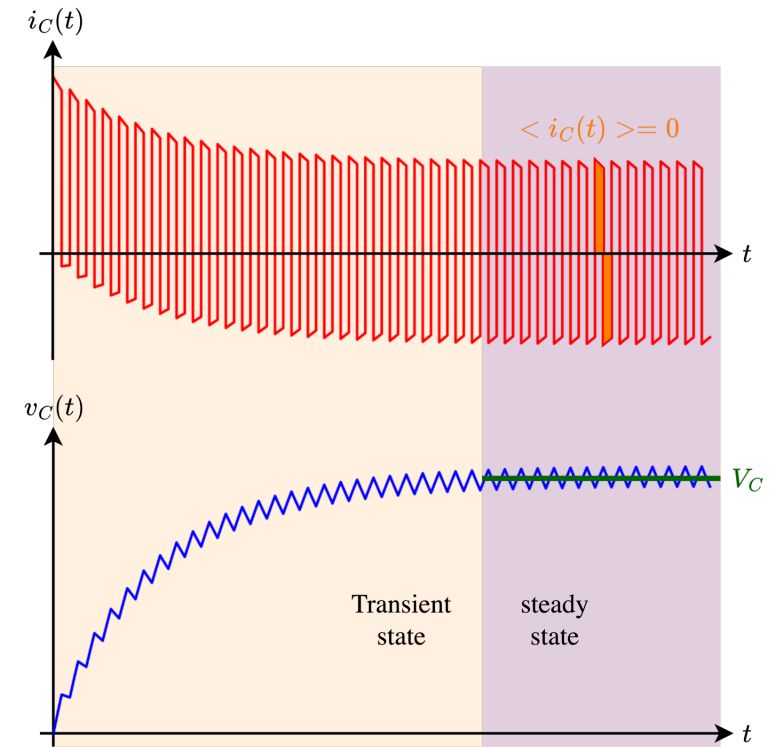 i_C(t)
< i_C(t) >= 0
t
v_C(t)
V_C
Transient
state
steady
state
t